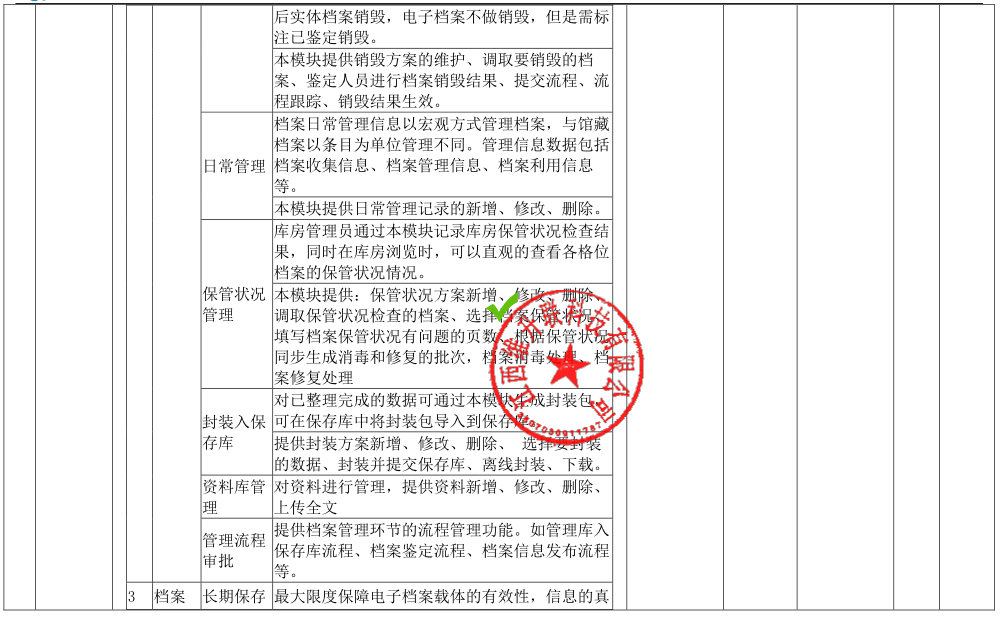 后实体档案销毁，电子档案不做销毁，但是需标
注已鉴定销毁。
本模块提供销毁方案的维护、调取要销毁的档
案、鉴定人员进行档案销毁结果、提交流程、流
程跟踪、销毁结果生效。
日常管理
档案日常管理信息以宏观方式管理档案，与馆藏
档案以条目为单位管理不同。管理信息数据包括
档案收集信息、档案管理信息、档案利用信息
等。
本模块提供日常管理记录的新增、修改、删除。
保管状况
管理
库房管理员通过本模块记录库房保管状况检查结
果，同时在库房浏览时，可以直观的查看各格位
档案的保管状况情况。
本模块提供：保管状况方案新增、修改、删除、
调取保管状况检查的档案、选择档案保管状况、
填写档案保管状况有问题的页数、根据保管状况
同步生成消毒和修复的批次，档案消毒处理、档
案修复处理
封装入保
存库
对已整理完成的数据可通过本模块生成封装包，
可在保存库中将封装包导入到保存库。
提供封装方案新增、修改、删除、 选择要封装
的数据、封装并提交保存库、离线封装、下载。
资料库管
理
对资料进行管理，提供资料新增、修改、删除、
上传全文
管理流程
审批
提供档案管理环节的流程管理功能。如管理库入
保存库流程、档案鉴定流程、档案信息发布流程
等。
3 档案 长期保存 最大限度保障电子档案载体的有效性，信息的真
江西维升联科技有限公司